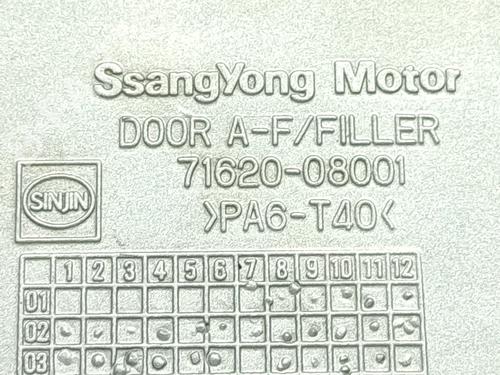 SsangYong Motor
DOOR A-F/FILLER
71620-08001
SINJIN
>PA6-T40<
1 2 3 4 5 6 7 8 9 10 11 12
01
02
03